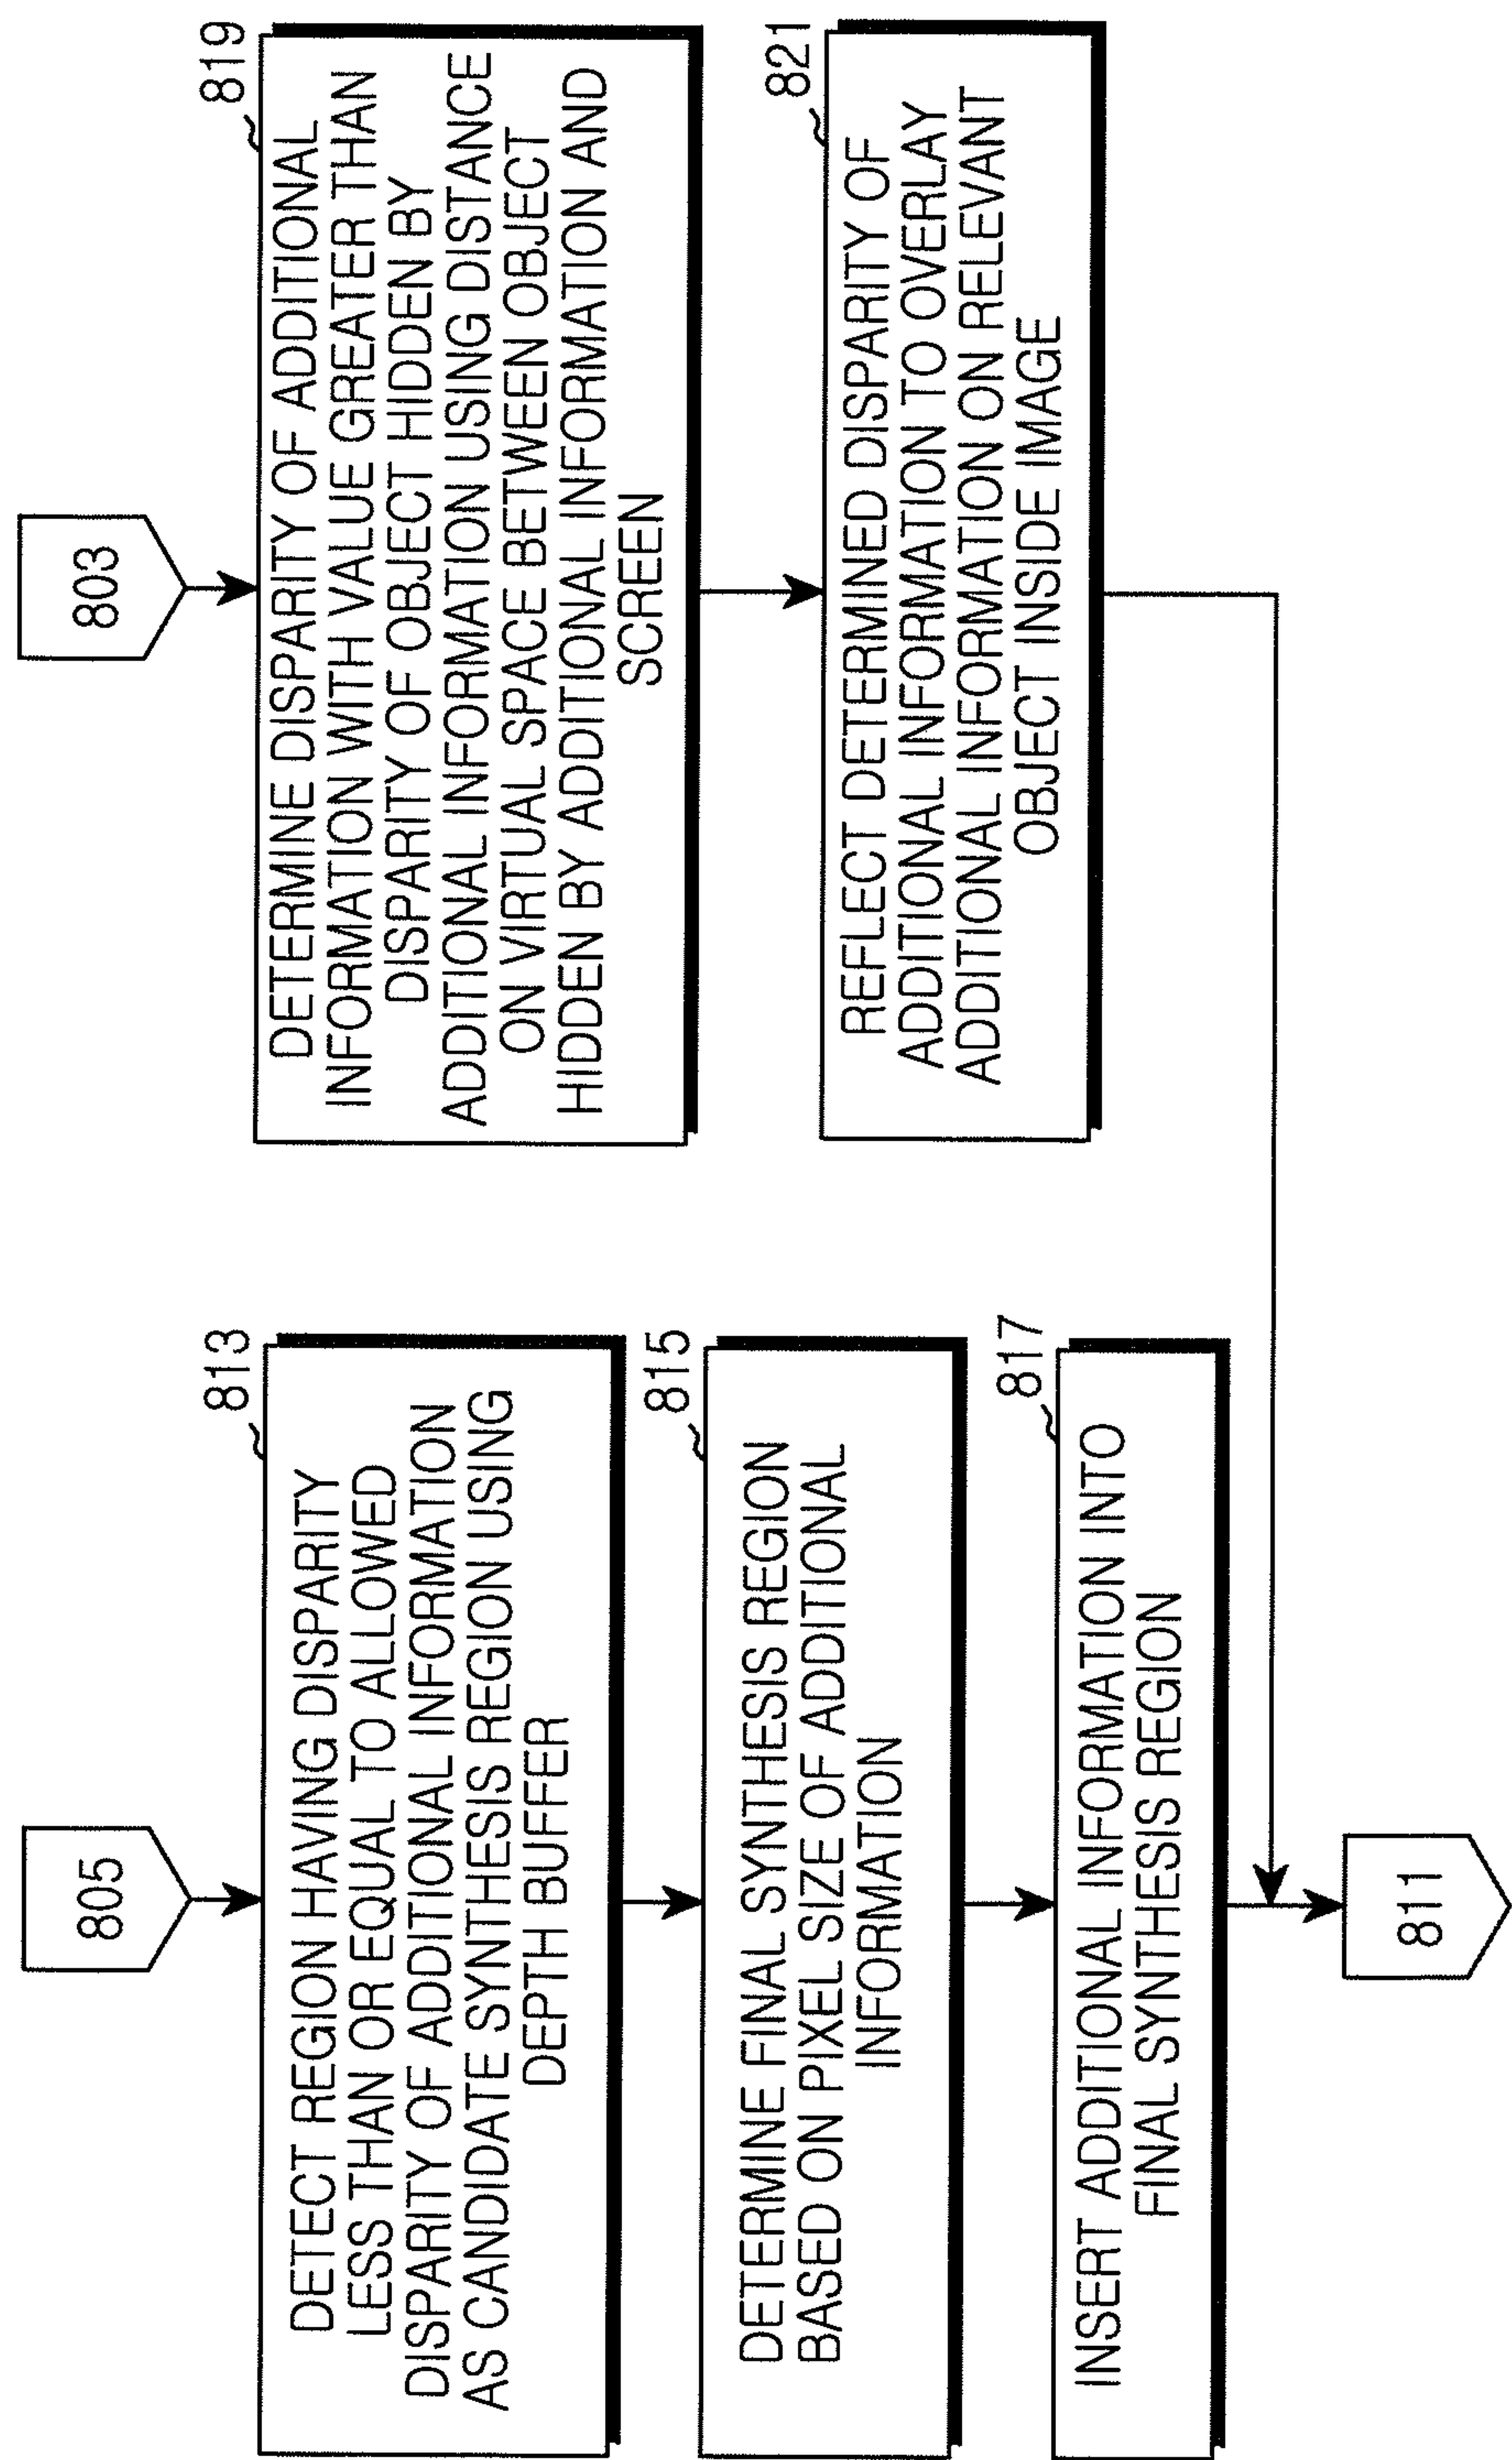 805
813
DETECT REGION HAVING DISPARITY
LESS THAN OR EQUAL TO ALLOWED
DISPARITY OF ADDITIONAL INFORMATION
AS CANDIDATE SYNTHESIS REGION USING
DEPTH BUFFER
815
DETERMINE FINAL SYNTHESIS REGION
BASED ON PIXEL SIZE OF ADDITIONAL
INFORMATION
817
INSERT ADDITIONAL INFORMATION INTO
FINAL SYNTHESIS REGION
811
803
819
DETERMINE DISPARITY OF ADDITIONAL
INFORMATION WITH VALUE GREATER THAN
DISPARITY OF OBJECT HIDDEN BY
ADDITIONAL INFORMATION USING DISTANCE
ON VIRTUAL SPACE BETWEEN OBJECT
HIDDEN BY ADDITIONAL INFORMATION AND
SCREEN
821
REFLECT DETERMINED DISPARITY OF
ADDITIONAL INFORMATION TO OVERLAY
ADDITIONAL INFORMATION ON RELEVANT
OBJECT INSIDE IMAGE